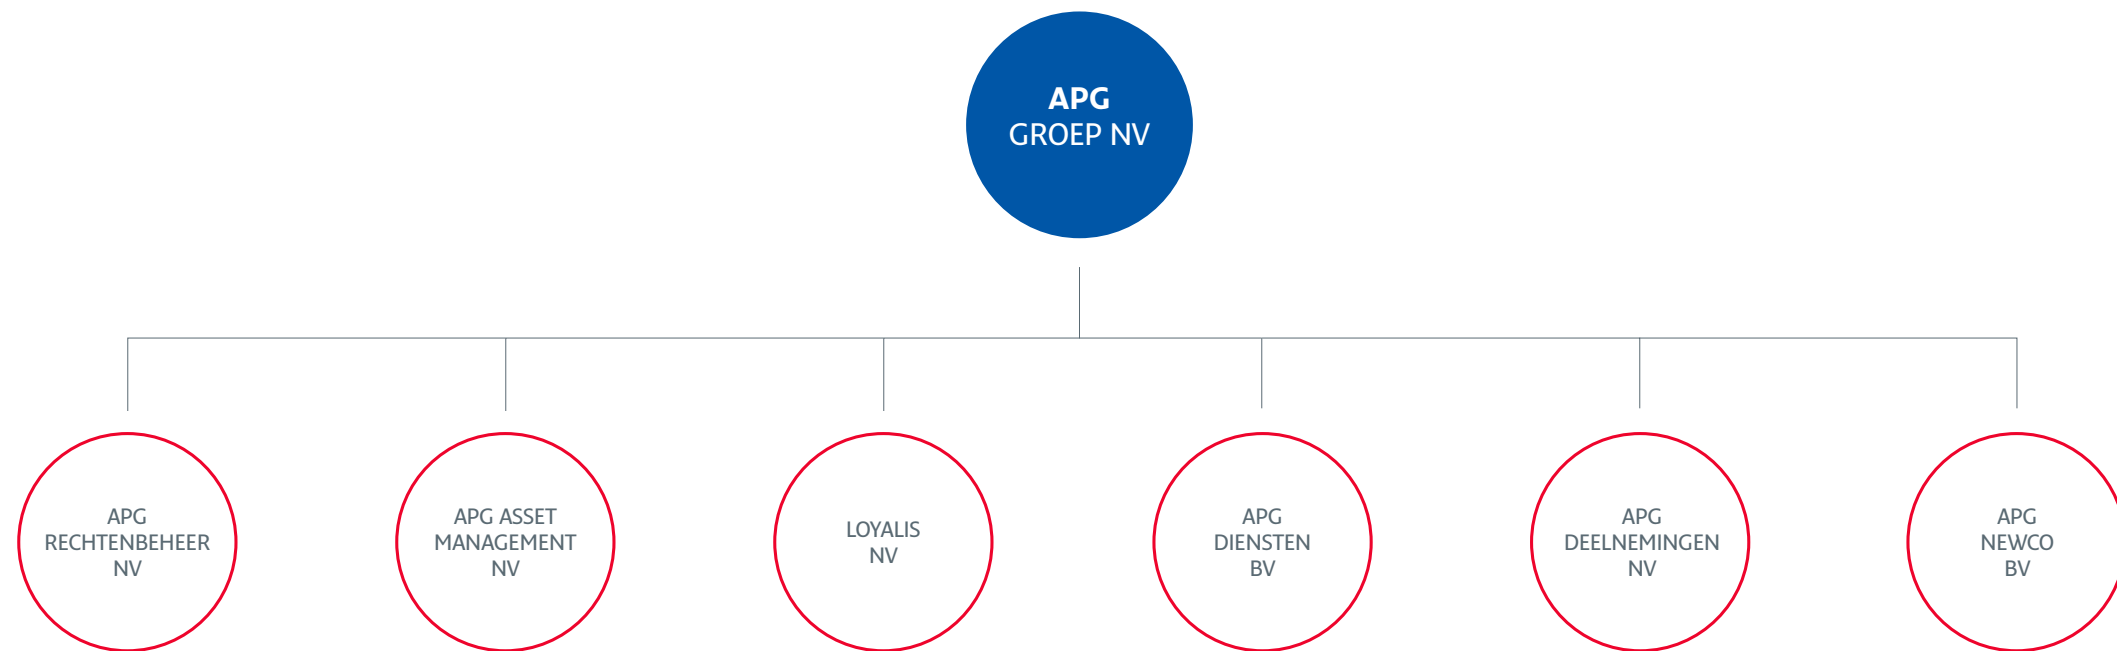 APG
GROEP NV
APG
RECHTENBEHEER
NV
APG ASSET
MANAGEMENT
NV
LOYALIS
NV
APG
DIENSTEN
BV
APG
DEELNEMINGEN
NV
APG
NEWCO
BV